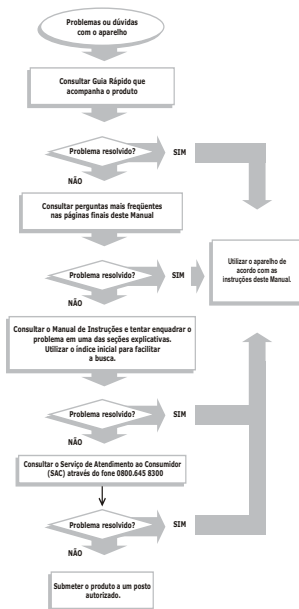 Problemas ou dúvidas
com o aparelho
Consultar Guia Rápido que
acompanha o produto
Problema resolvido?
SIM
NÃO
Consultar perguntas mais freqüentes
nas páginas finais deste Manual
Problema resolvido?
SIM
Utilizar o aparelho de
acordo com as
instruções deste Manual.
NÃO
Consultar o Manual de Instruções e tentar enquadrar o
problema em uma das seções explicativas.
Utilizar o índice inicial para facilitar
a busca.
Problema resolvido?
SIM
NÃO
Consultar o Serviço de Atendimento ao Consumidor
(SAC) através do fone 0800.645 8300
Problema resolvido?
SIM
NÃO
Submeter o produto a um posto
autorizado.